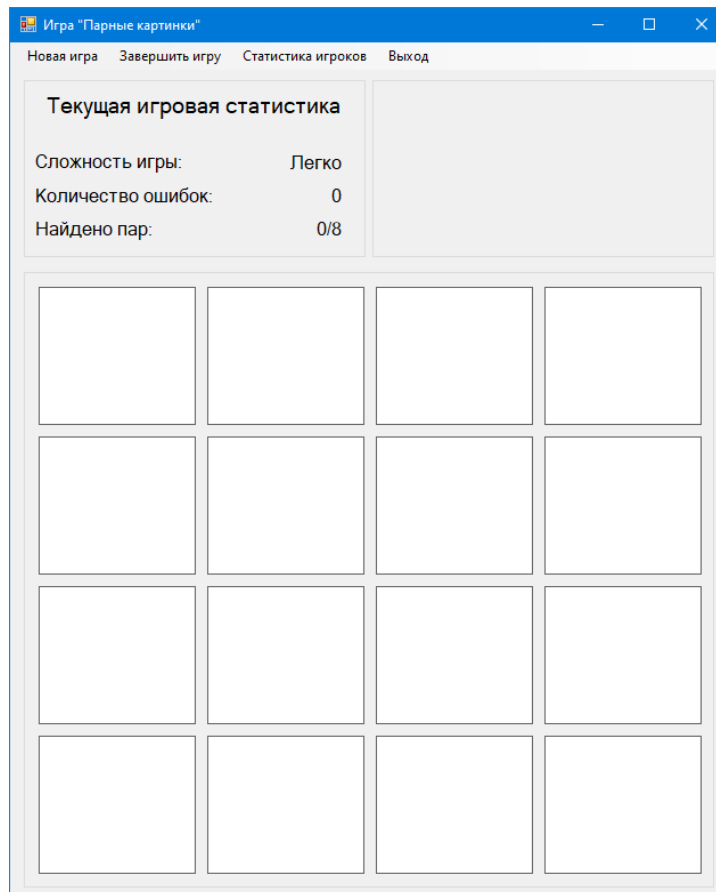 Игра "Парные картинки"
Новая игра Завершить игру Статистика игроков Выход
Текущая игровая статистика
Сложность игры: Легко
Количество ошибок: 0
Найдено пар: 0/8